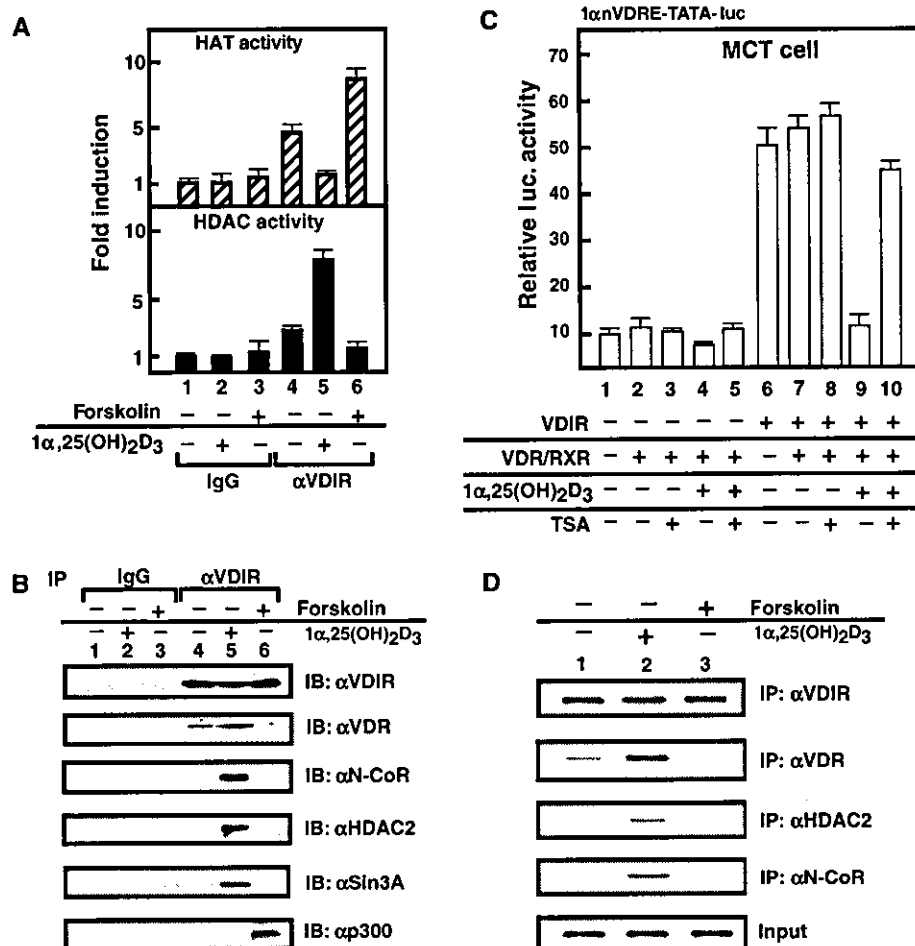 A
HAT activity
10
5
1
Fold induction
HDAC activity
10
5
1
1 2 3 4 5 6
Forskolin − − + − − +
1α,25(OH)₂D₃ − + − − + −
IgG αVDIR
B IP IgG αVDIR
− − + − − + Forskolin
− + − − + − 1α,25(OH)₂D₃
1 2 3 4 5 6
IB: αVDIR
IB: αVDR
IB: αN-CoR
IB: αHDAC2
IB: αSin3A
IB: αp300
C
1αnVDRE-TATA-luc
MCT cell
Relative luc. activity
70
60
50
40
30
20
10
1 2 3 4 5 6 7 8 9 10
VDIR − − − − − + + + + +
VDR/RXR − + + + + − + + + +
1α,25(OH)₂D₃ − − − + + − − − + +
TSA − − + − + − − + − +
D
− − + Forskolin
− + − 1α,25(OH)₂D₃
1 2 3
IP: αVDIR
IP: αVDR
IP: αHDAC2
IP: αN-CoR
Input